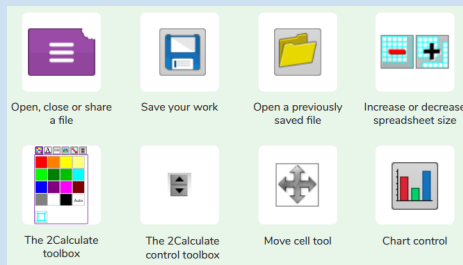 Open, close or share
a file
Save your work
Open a previously
saved file
Increase or decrease
spreadsheet size
Auto
The 2Calculate
toolbox
The 2Calculate
control toolbox
Move cell tool
Chart control